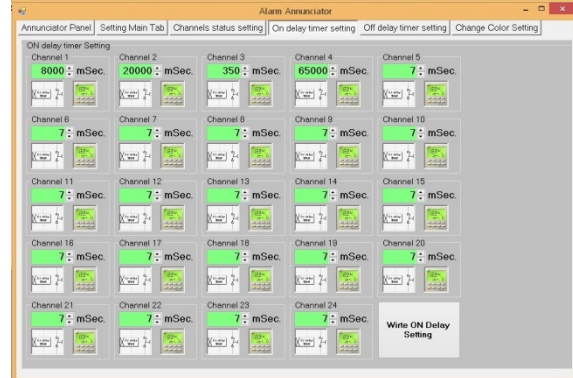 Alarm Annunciator
Annunciator Panel Setting Main Tab Channels status setting On delay timer setting Off delay timer setting Change Color Setting
ON delay timer Setting
Channel 1 Channel 2 Channel 3 Channel 4 Channel 5
8000 mSec. 20000 mSec. 350 mSec. 65000 mSec. 7 mSec.
Channel 6 Channel 7 Channel 8 Channel 9 Channel 10
7 mSec. 7 mSec. 7 mSec. 7 mSec. 7 mSec.
Channel 11 Channel 12 Channel 13 Channel 14 Channel 15
7 mSec. 7 mSec. 7 mSec. 7 mSec. 7 mSec.
Channel 16 Channel 17 Channel 18 Channel 19 Channel 20
7 mSec. 7 mSec. 7 mSec. 7 mSec. 7 mSec.
Channel 21 Channel 22 Channel 23 Channel 24
7 mSec. 7 mSec. 7 mSec. 7 mSec.
Wirte ON Delay
Setting